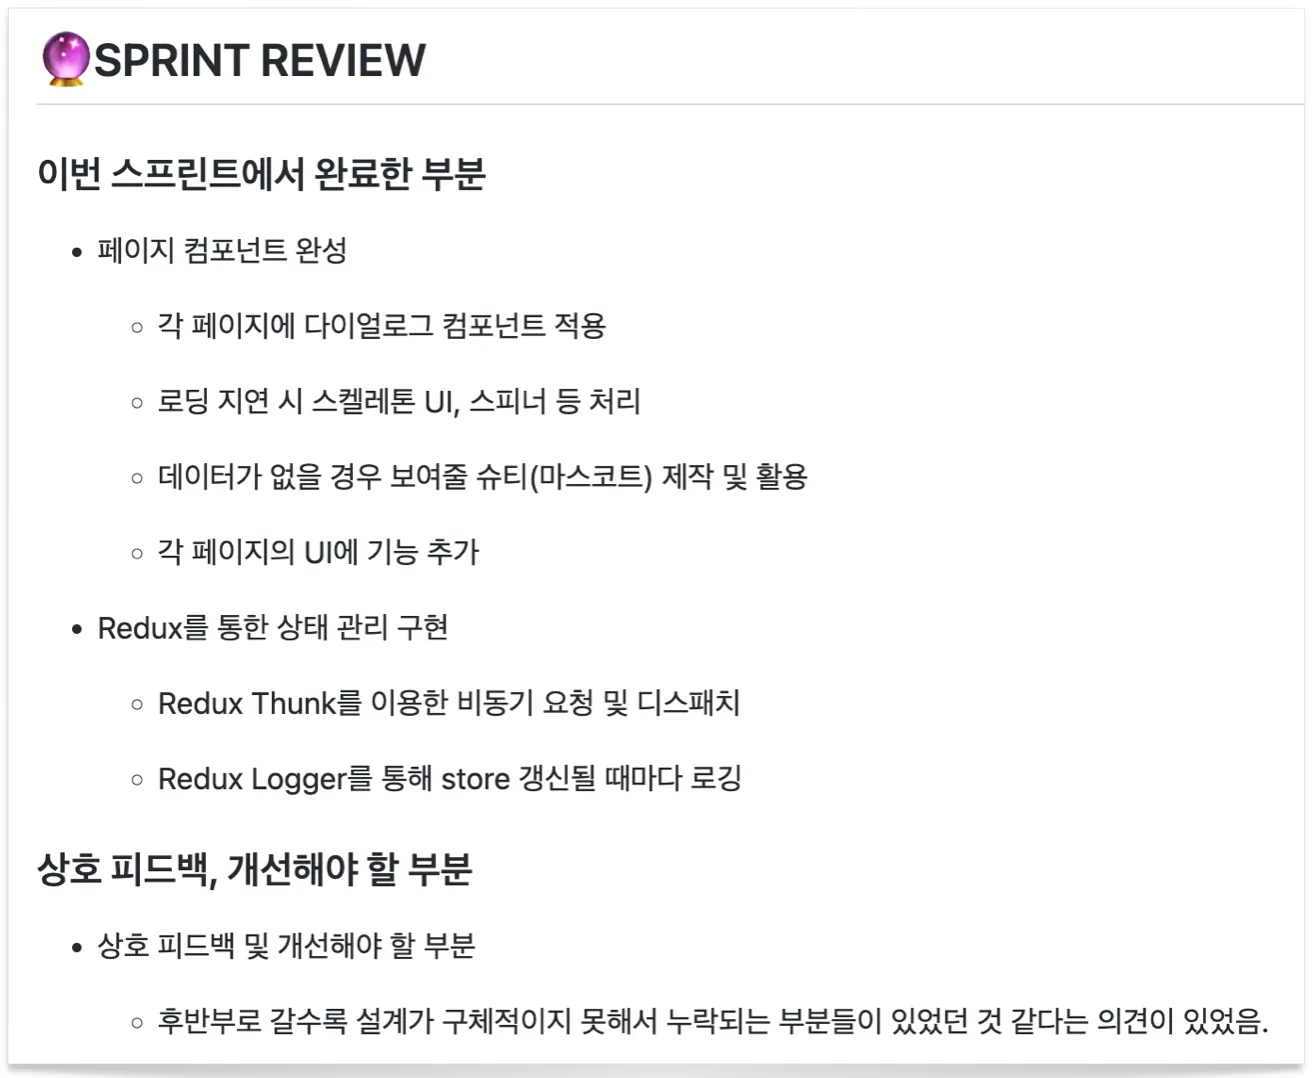 🔮SPRINT REVIEW
이번 스프린트에서 완료한 부분
• 페이지 컴포넌트 완성
◦ 각 페이지에 다이얼로그 컴포넌트 적용
◦ 로딩 지연 시 스켈레톤 UI, 스피너 등 처리
◦ 데이터가 없을 경우 보여줄 슈티(마스코트) 제작 및 활용
◦ 각 페이지의 UI에 기능 추가
• Redux를 통한 상태 관리 구현
◦ Redux Thunk를 이용한 비동기 요청 및 디스패치
◦ Redux Logger를 통해 store 갱신될 때마다 로깅
상호 피드백, 개선해야 할 부분
• 상호 피드백 및 개선해야 할 부분
◦ 후반부로 갈수록 설계가 구체적이지 못해서 누락되는 부분들이 있었던 것 같다는 의견이 있었음.